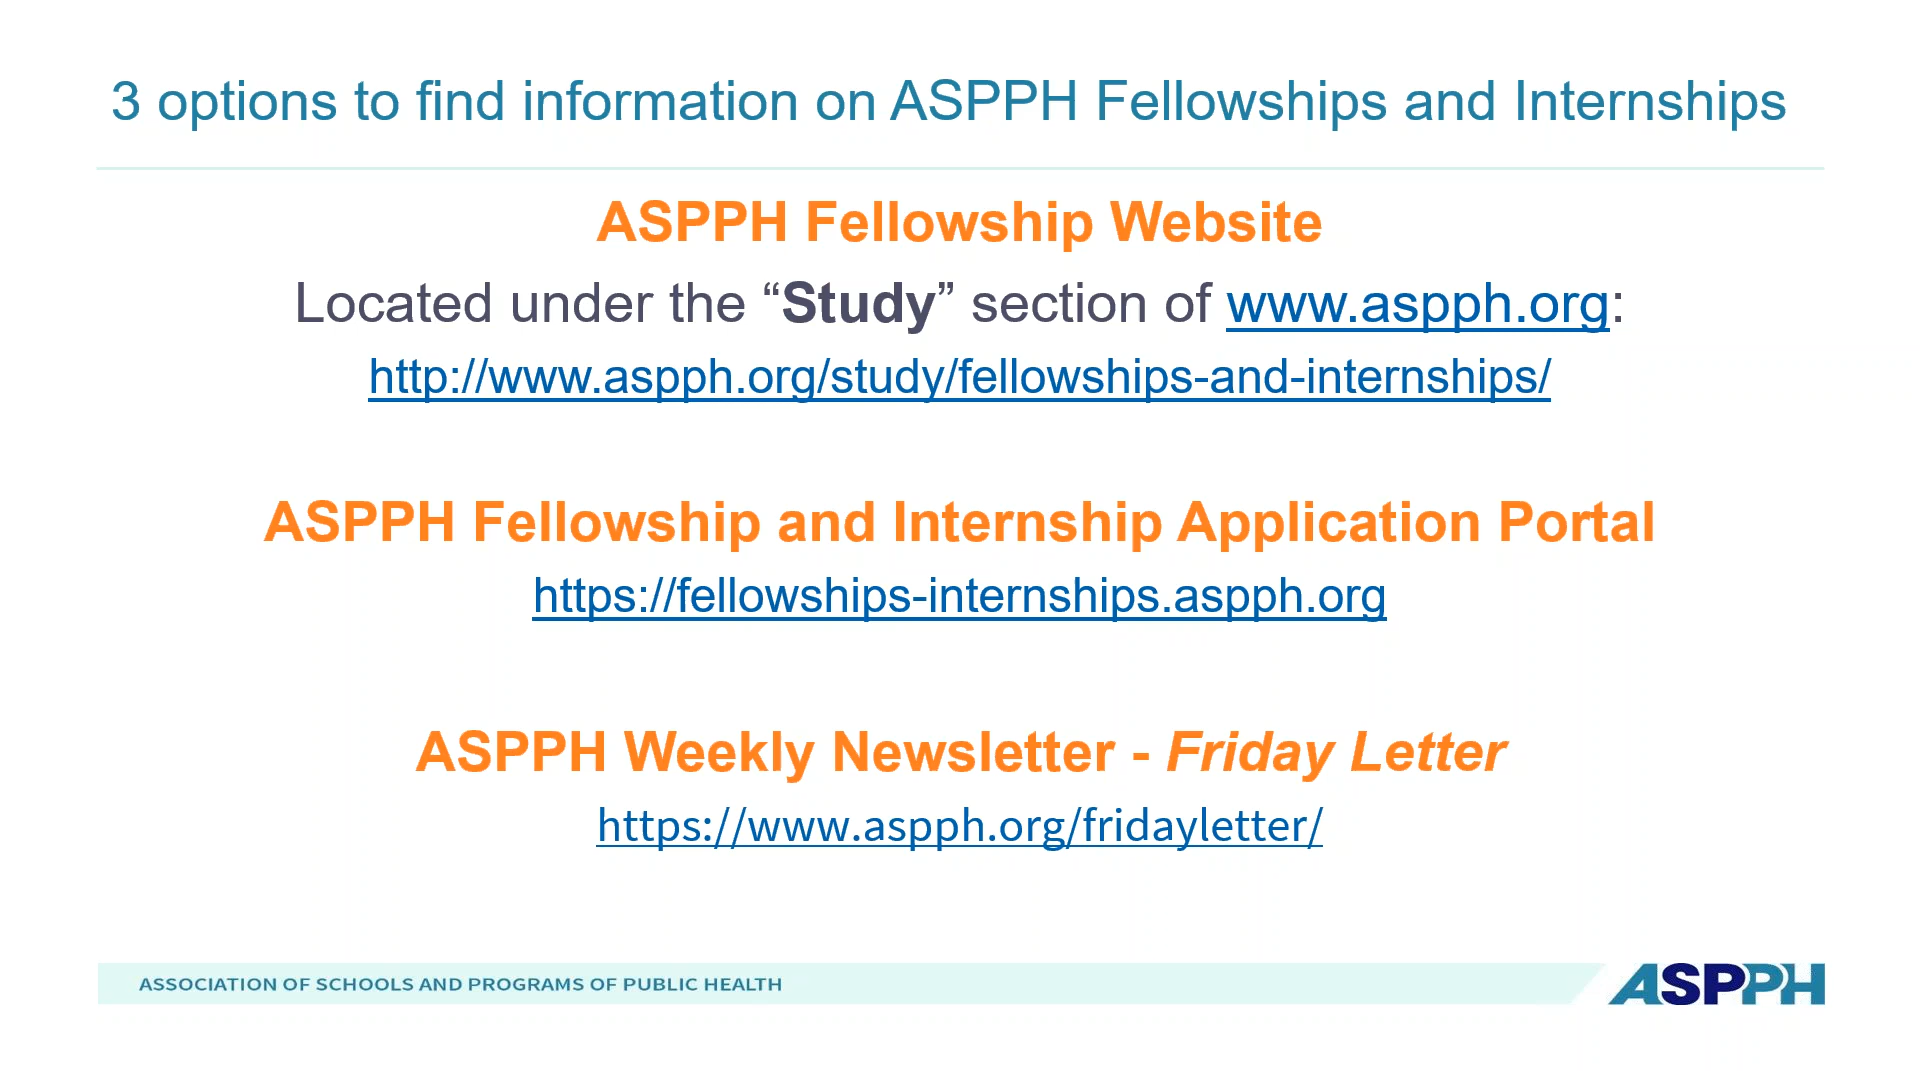 3 options to find information on ASPPH Fellowships and Internships
ASPPH Fellowship Website
Located under the “Study” section of www.aspph.org:
http://www.aspph.org/study/fellowships-and-internships/
ASPPH Fellowship and Internship Application Portal
https://fellowships-internships.aspph.org
ASPPH Weekly Newsletter - Friday Letter
https://www.aspph.org/fridayletter/
ASSOCIATION OF SCHOOLS AND PROGRAMS OF PUBLIC HEALTH
ASPPH